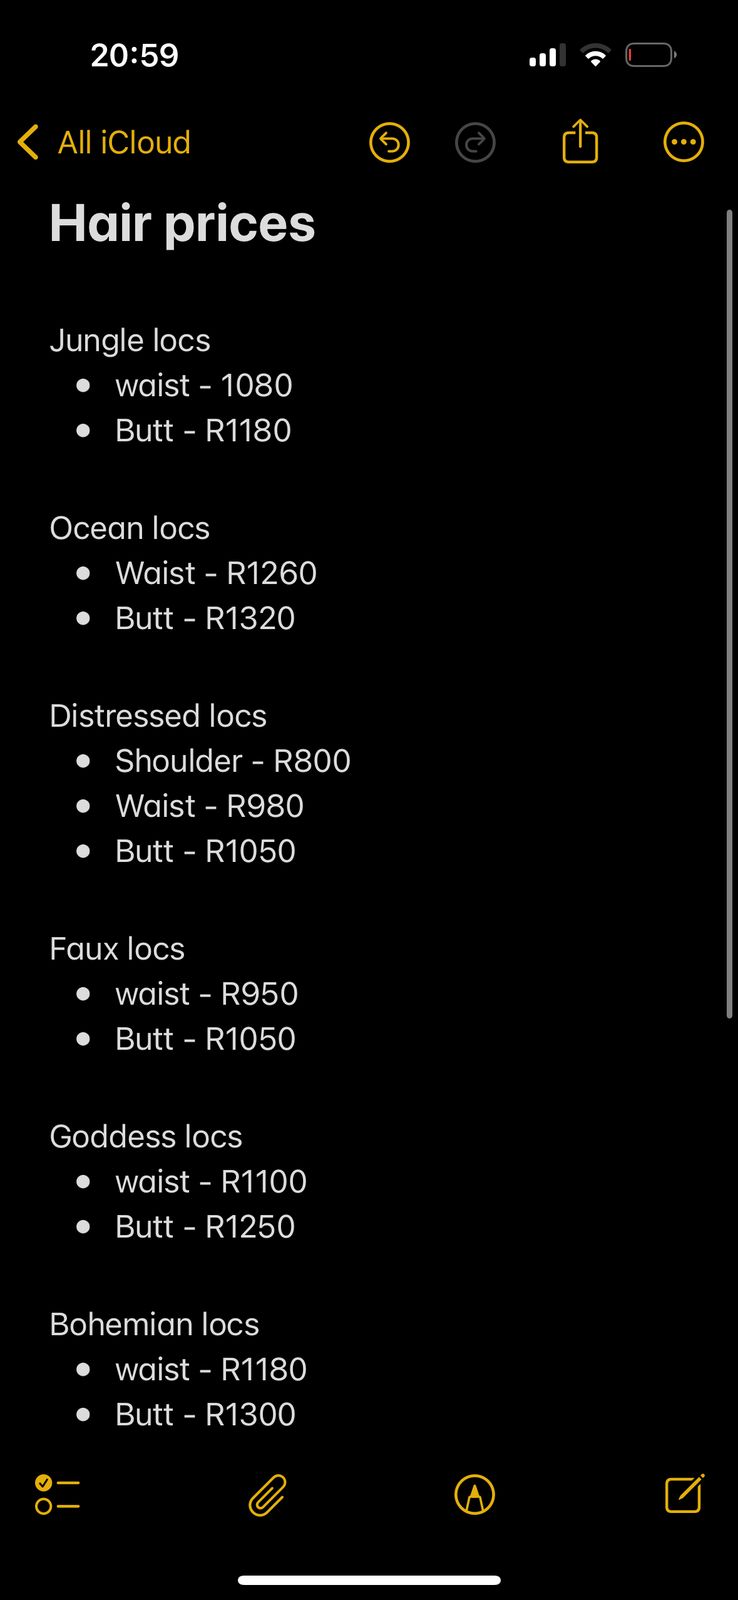 20:59
All iCloud
Hair prices
Jungle locs
• waist - 1080
• Butt - R1180
Ocean locs
• Waist - R1260
• Butt - R1320
Distressed locs
• Shoulder - R800
• Waist - R980
• Butt - R1050
Faux locs
• waist - R950
• Butt - R1050
Goddess locs
• waist - R1100
• Butt - R1250
Bohemian locs
• waist - R1180
• Butt - R1300